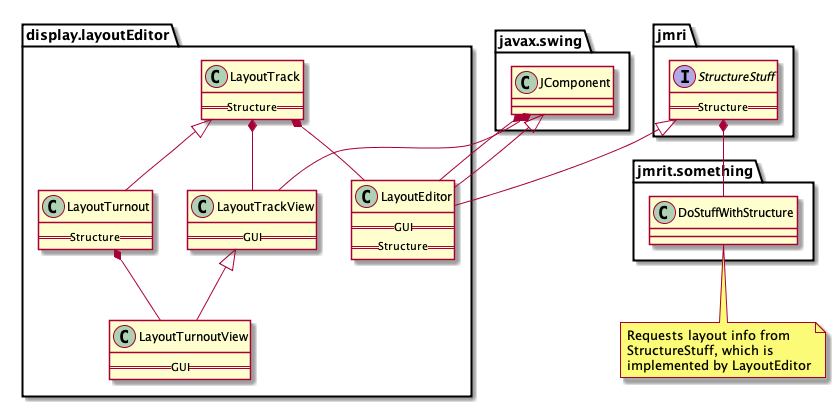 display.layoutEditor
C LayoutTrack
Structure
C LayoutTurnout
Structure
C LayoutTrackView
GUI
C LayoutEditor
GUI
Structure
C LayoutTurnoutView
GUI
javax.swing
C JComponent
jmri
I StructureStuff
Structure
jmrit.something
C DoStuffWithStructure
Requests layout info from
StructureStuff, which is
implemented by LayoutEditor